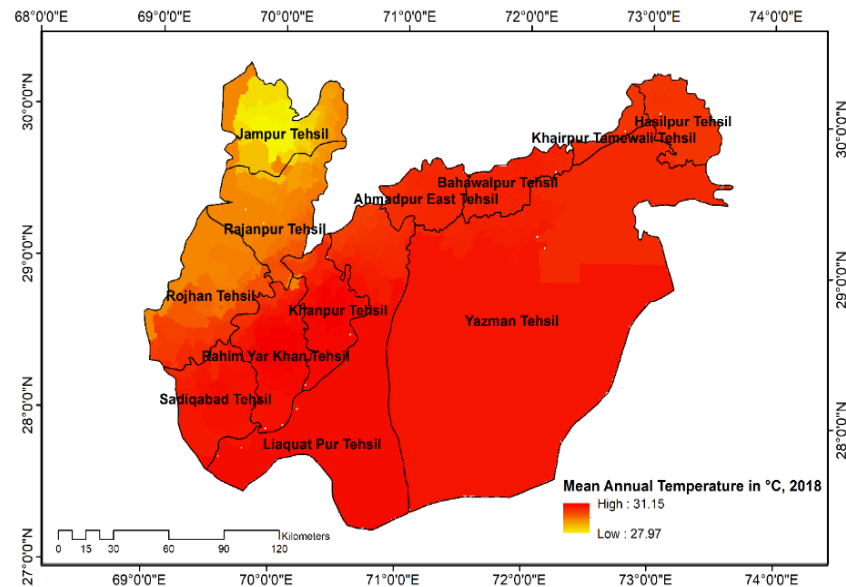 68°0'0"E 69°0'0"E 70°0'0"E 71°0'0"E 72°0'0"E 73°0'0"E 74°0'0"E
30°0'0"N
30°0'0"N
Hasilpur Tehsil
Jampur Tehsil
Khairpur Tamewali Tehsil
Bahawalpur Tehsil
Ahmadpur East Tehsil
Rajanpur Tehsil
29°0'0"N
29°0'0"N
Rojhan Tehsil
Khanpur Tehsil
Yazman Tehsil
Rahim Yar Khan Tehsil
Sadiqabad Tehsil
28°0'0"N
28°0'0"N
Liaquat Pur Tehsil
Mean Annual Temperature in °C, 2018
High : 31.15
Low : 27.97
Kilometers
0 15 30 60 90 120
27°0'0"N
27°0'0"N
69°0'0"E 70°0'0"E 71°0'0"E 72°0'0"E 73°0'0"E 74°0'0"E